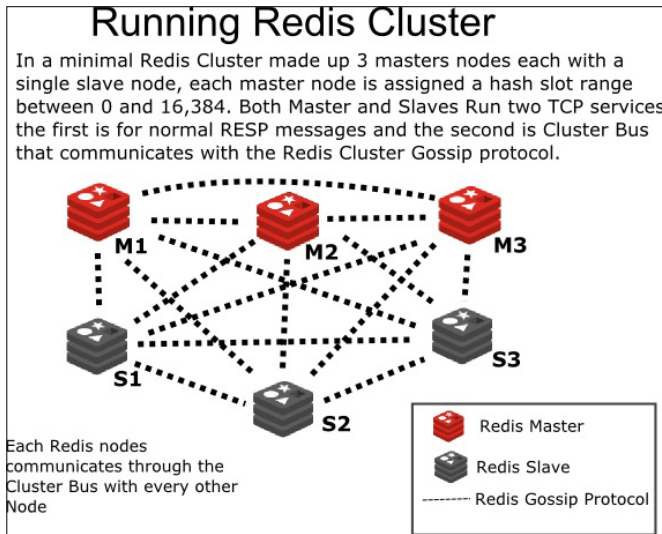 Running Redis Cluster
In a minimal Redis Cluster made up 3 masters nodes each with a
single slave node, each master node is assigned a hash slot range
between 0 and 16,384. Both Master and Slaves Run two TCP services
the first is for normal RESP messages and the second is Cluster Bus
that communicates with the Redis Cluster Gossip protocol.
M1
M2
M3
S1
S2
S3
Each Redis nodes
communicates through the
Cluster Bus with every other
Node
Redis Master
Redis Slave
Redis Gossip Protocol